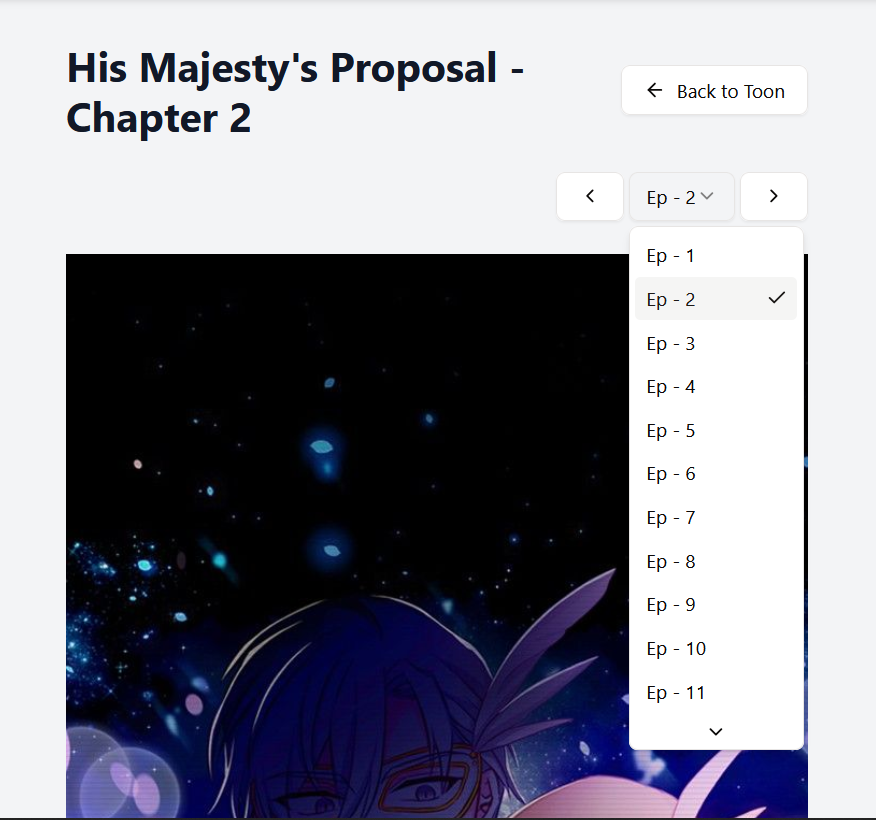 His Majesty's Proposal -
Chapter 2
Back to Toon
Ep - 2
Ep - 1
Ep - 2
Ep - 3
Ep - 4
Ep - 5
Ep - 6
Ep - 7
Ep - 8
Ep - 9
Ep - 10
Ep - 11